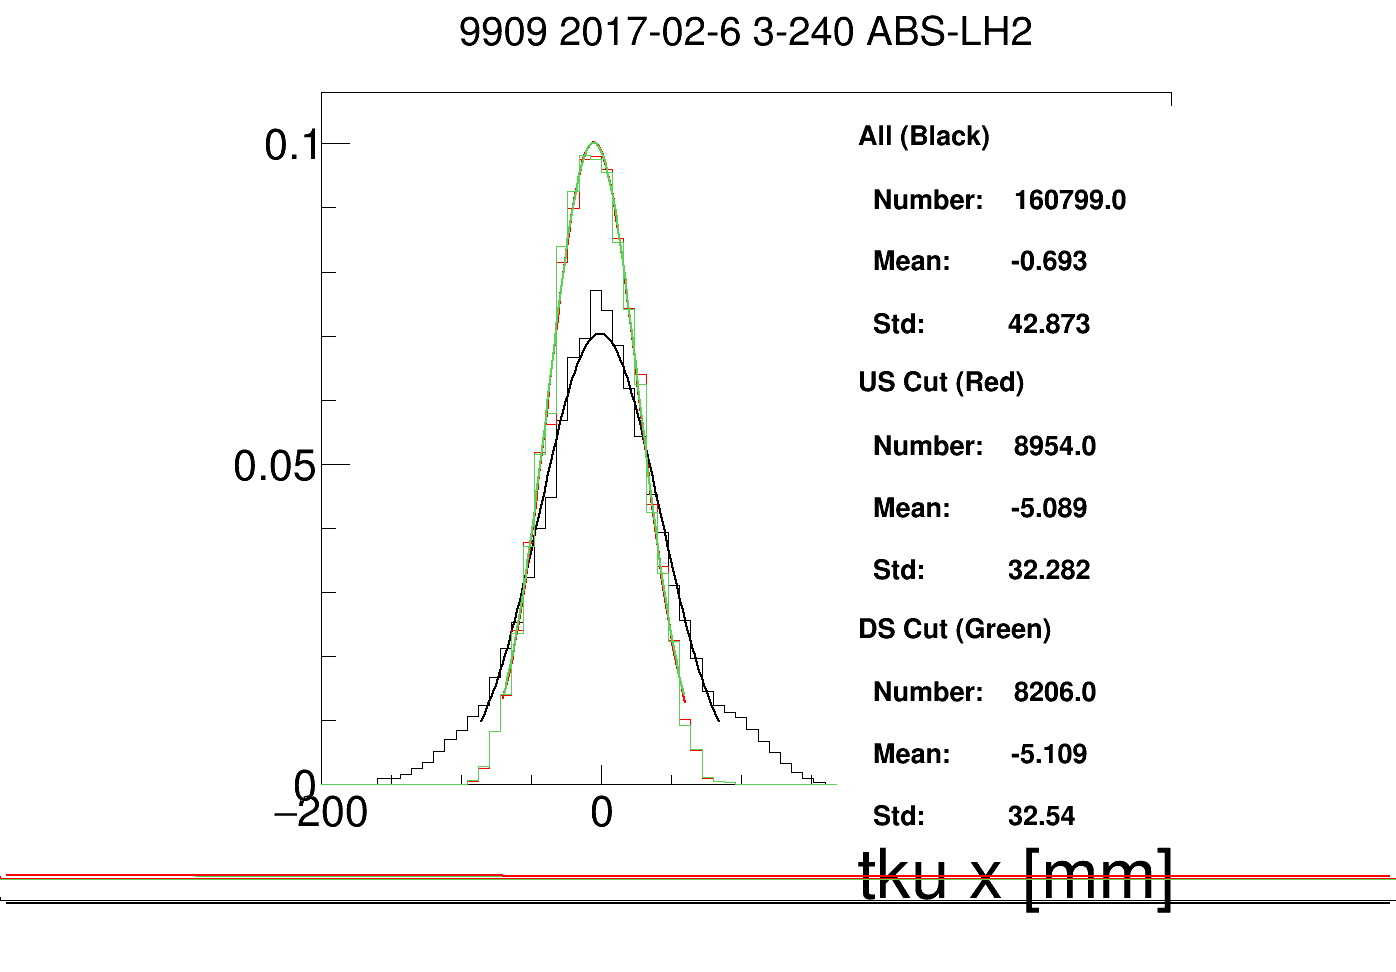 9909 2017-02-6 3-240 ABS-LH2
0.1
0.05
0
−200
0
All (Black)
Number: 160799.0
Mean: -0.693
Std: 42.873
US Cut (Red)
Number: 8954.0
Mean: -5.089
Std: 32.282
DS Cut (Green)
Number: 8206.0
Mean: -5.109
Std: 32.54
tku x [mm]